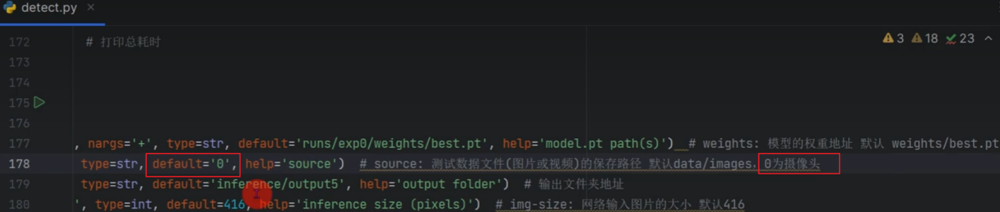 detect.py ×
3 18 23
172 # 打印总耗时
173
174
175
176
177 , nargs='+', type=str, default='runs/exp0/weights/best.pt', help='model.pt path(s)') # weights: 模型的权重地址 默认 weights/best.pt
178 type=str, default='0', help='source') # source: 测试数据文件(图片或视频)的保存路径 默认data/images, 0为摄像头
179 type=str, default='inference/output5', help='output folder') # 输出文件夹地址
180 ', type=int, default=416, help='inference size (pixels)') # img-size: 网络输入图片的大小 默认416